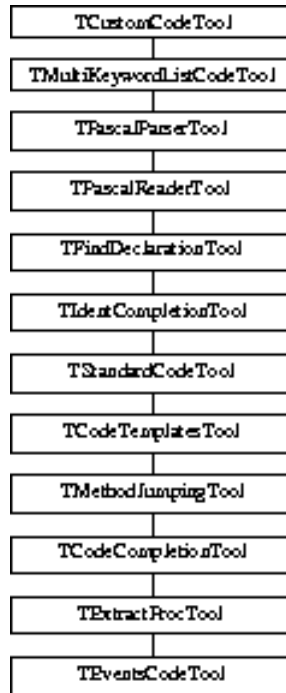 TCustomCodeTool
TMultiKeywordListCodeTool
TPascalParserTool
TPascalReaderTool
TFindDeclarationTool
TIdentCompletionTool
TStandardCodeTool
TCodeTemplatesTool
TMethodJumpingTool
TCodeCompletionTool
TExtractProcTool
TEventsCodeTool